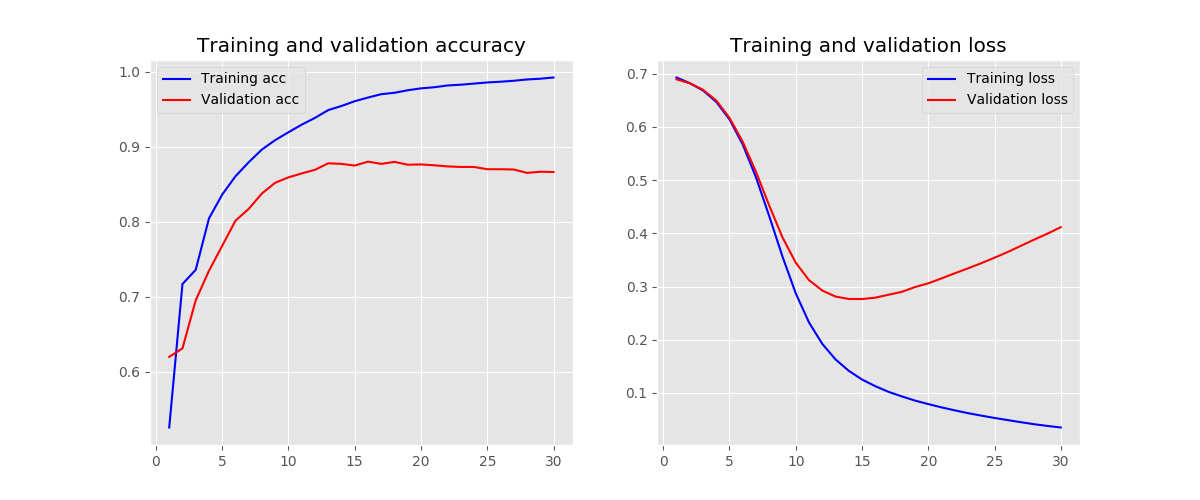 Training and validation accuracy
1.0
0.9
0.8
0.7
0.6
Training acc
Validation acc
0 5 10 15 20 25 30
Training and validation loss
0.7
0.6
0.5
0.4
0.3
0.2
0.1
Training loss
Validation loss
0 5 10 15 20 25 30